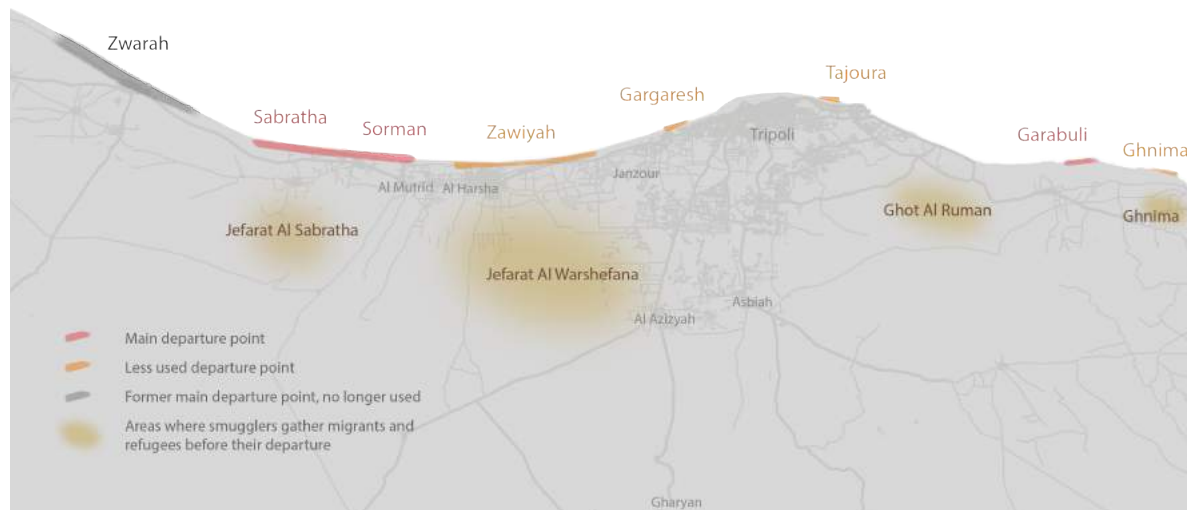 Zwarah
Tajoura
Gargaresh
Sabratha
Sorman
Zawiyah
Tripoli
Garabuli
Ghnima
Janzour
Al Mutrid
Al Harsha
Jefarat Al Sabratha
Ghot Al Ruman
Ghnima
Jefarat Al Warshefana
Asbiah
Al Azizyah
Main departure point
Less used departure point
Former main departure point, no longer used
Areas where smugglers gather migrants and
refugees before their departure
Gharyan